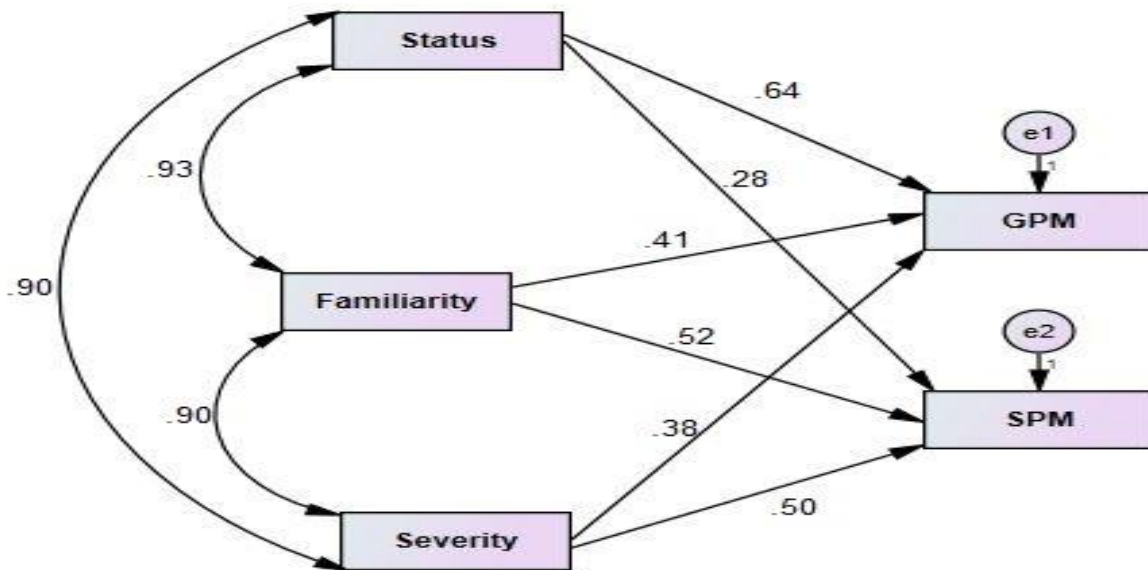 Status
.64
e1
1
.93
.28
GPM
.41
.90
Familiarity
.52
e2
1
.90
.38
SPM
.50
Severity